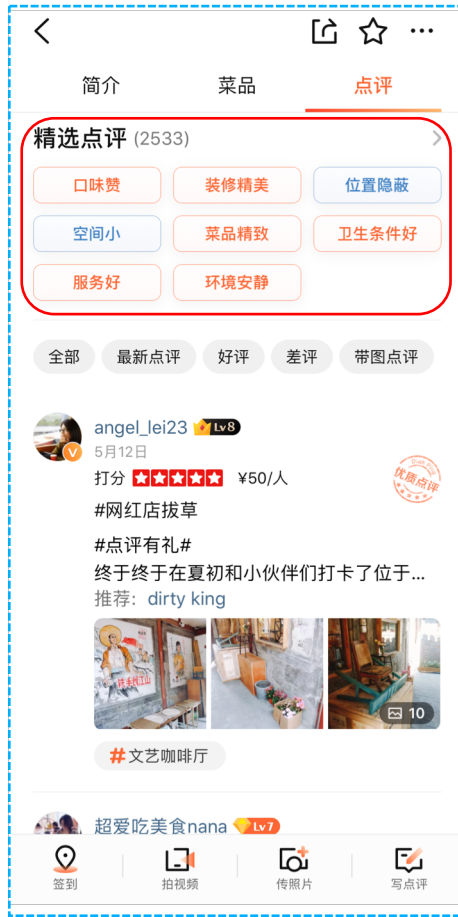 简介 菜品 点评
精选点评 (2533)
口味赞 装修精美 位置隐蔽
空间小 菜品精致 卫生条件好
服务好 环境安静
全部 最新点评 好评 差评 带图点评
angel_lei23 Lv8
5月12日
打分 ¥50/人
优质点评
#网红店拔草
#点评有礼#
终于终于在夏初和小伙伴们打卡了位于...
推荐: dirty king
10
#文艺咖啡厅
超爱吃美食nana Lv7
签到 拍视频 传照片 写点评